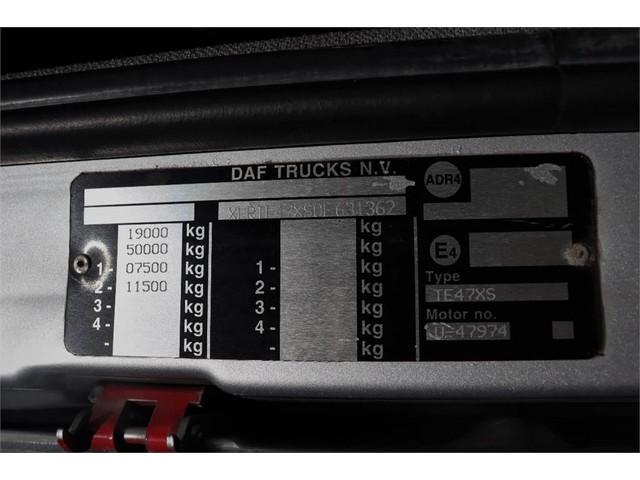 DAF TRUCKS N.V.
ADR4
19000 kg kg
50000 kg
1- 07500 kg 1- kg
2- 11500 kg 2- kg
3- kg 3- kg
4- kg 4- kg
kg kg
E4
Type
TE47XS
Motor no.
47974